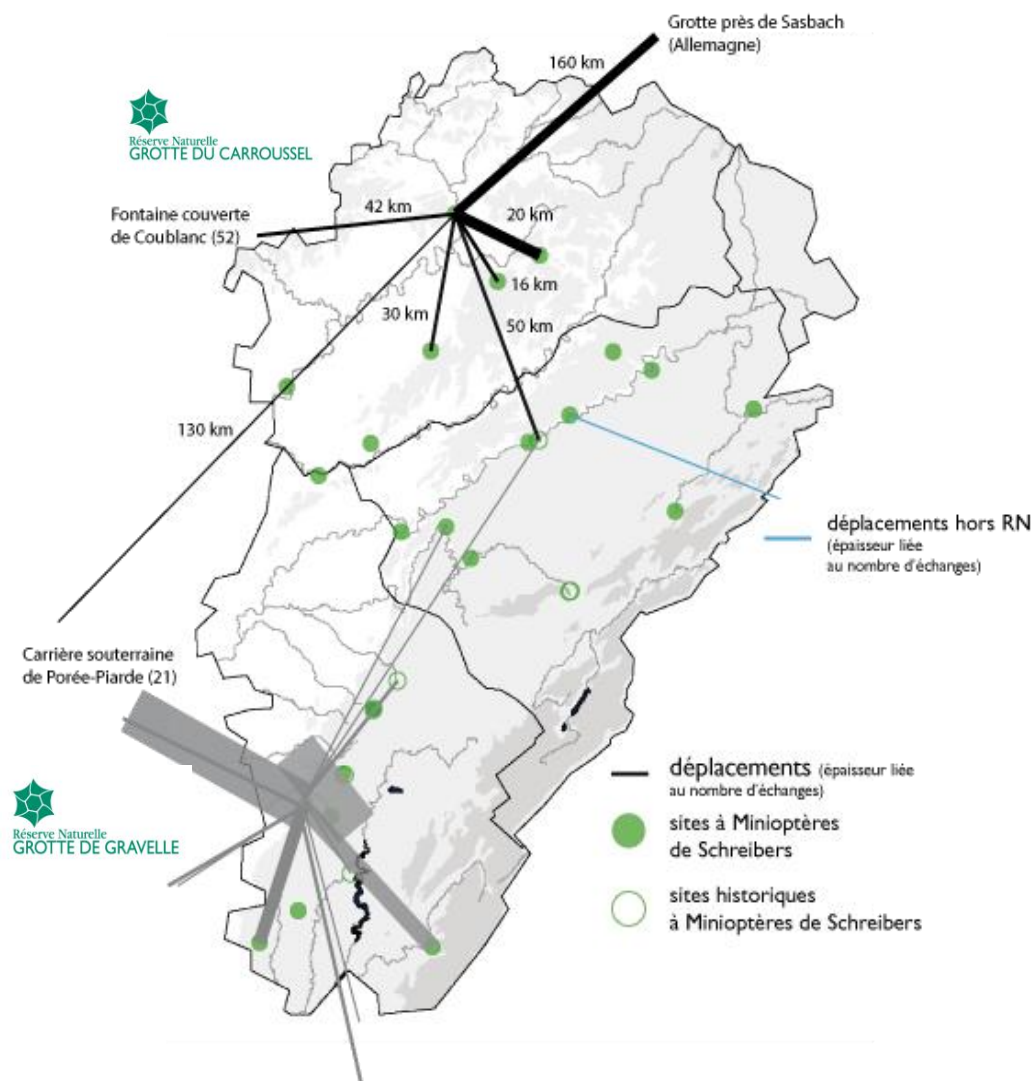 Grotte près de Sasbach
(Allemagne)
160 km
Réserve Naturelle
GROTTE DU CARROUSSEL
Fontaine couverte
de Coublanc (52)
42 km
20 km
16 km
30 km
50 km
130 km
déplacements hors RN
(épaisseur liée
au nombre d'échanges)
Carrière souterraine
de Porée-Piarde (21)
déplacements (épaisseur liée
au nombre d'échanges)
sites à Minioptères
de Schreibers
Réserve Naturelle
GROTTE DE GRAVELLE
sites historiques
à Minioptères de Schreibers